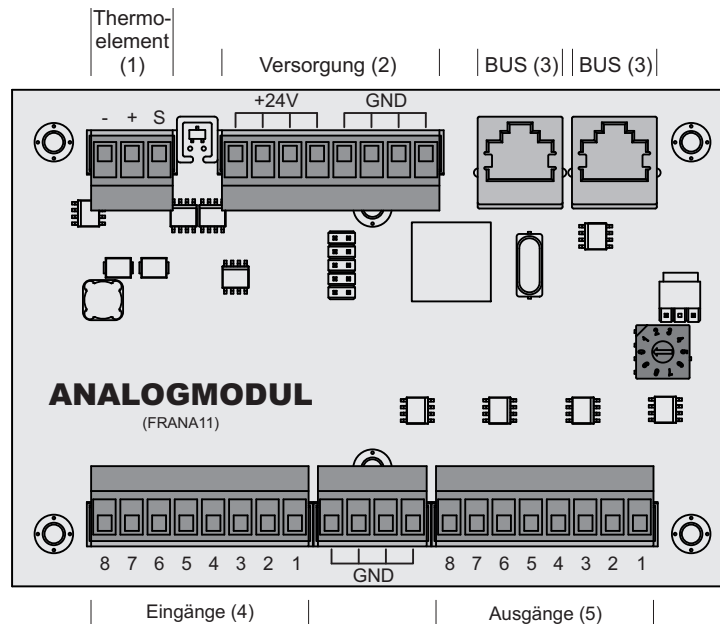 Thermo-
element
(1)
Versorgung (2)
BUS (3) BUS (3)
+24V GND
- + S
ANALOGMODUL
(FRANA11)
8 7 6 5 4 3 2 1
GND
8 7 6 5 4 3 2 1
Eingänge (4)
Ausgänge (5)